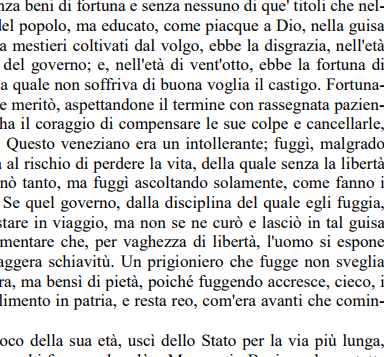 nza beni di fortuna e senza nessuno di que' titoli che nel-
del popolo, ma educato, come piacque a Dio, nella guisa
a mestieri coltivati dal volgo, ebbe la disgrazia, nell'età
del governo; e, nell'età di vent'otto, ebbe la fortuna di
a quale non soffriva di buona voglia il castigo. Fortuna-
e meritò, aspettandone il termine con rassegnata pazien-
ha il coraggio di compensare le sue colpe e cancellarle,
Questo veneziano era un intollerante; fuggì, malgrado
a al rischio di perdere la vita, della quale senza la libertà
nò tanto, ma fuggì ascoltando solamente, come fanno i
Se quel governo, dalla disciplina del quale egli fuggia,
stare in viaggio, ma non se ne curò e lasciò in tal guisa
mentare che, per vaghezza di libertà, l'uomo si espone
aggera schiavitù. Un prigioniero che fugge non sveglia
ra, ma bensì di pietà, poiché fuggendo accresce, cieco, i
limento in patria, e resta reo, com'era avanti che comin-
oco della sua età, uscì dello Stato per la via più lunga,